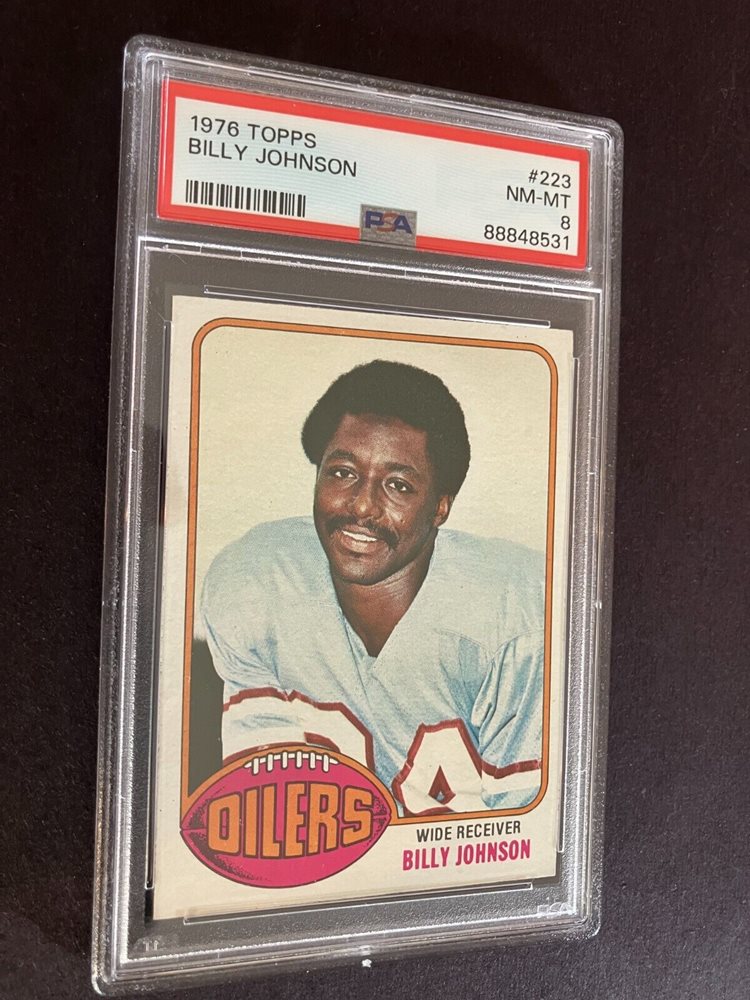 1976 TOPPS
BILLY JOHNSON
#223
NM-MT
8
88848531
PSA
OILERS
WIDE RECEIVER
BILLY JOHNSON